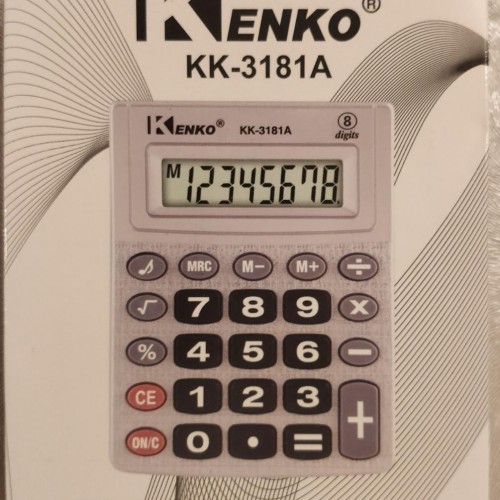 KENKO®
KK-3181A
KENKO® KK-3181A 8 digits
M 12345678.
MRC M− M+ ÷
√ 7 8 9 X
% 4 5 6 −
CE 1 2 3 +
ON/C 0 . =